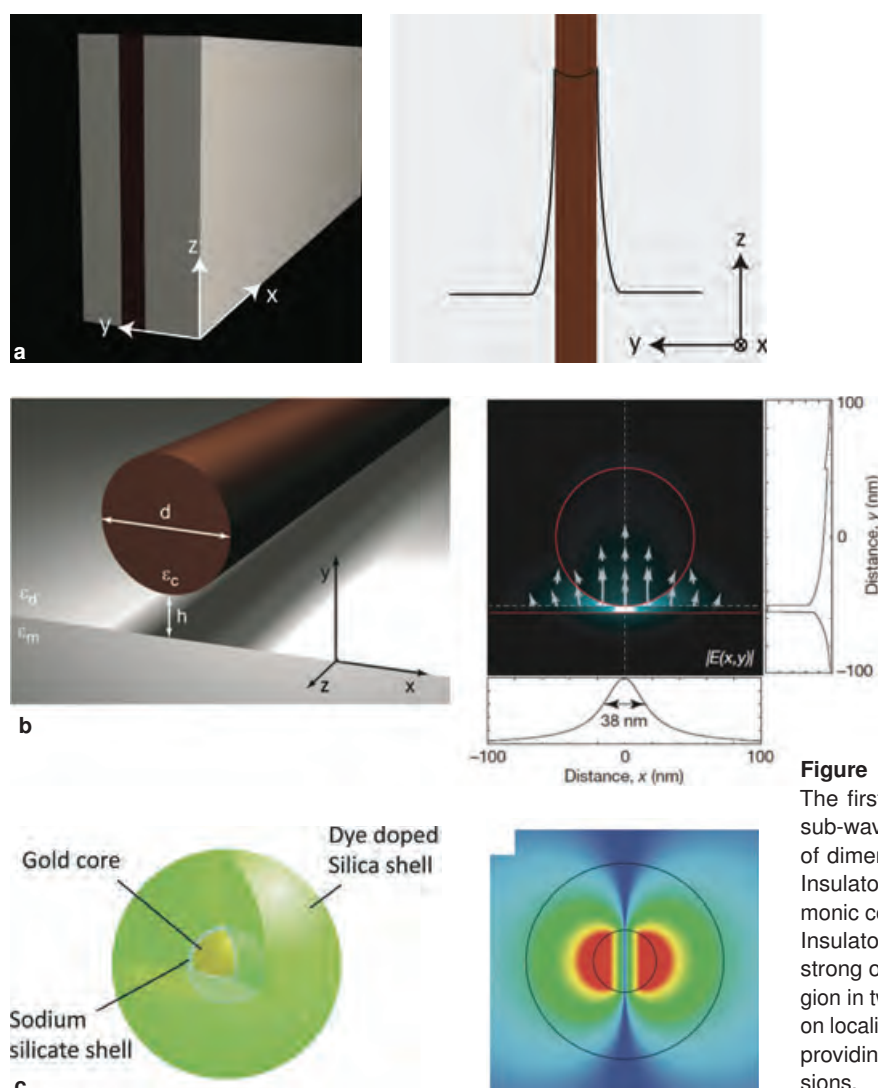 z
x
y
a
z
y
x
d
εc
h
εd
εm
y
x
z
b
|E(x,y)|
100
0
−100
Distance, y (nm)
38 nm
−100
0
100
Distance, x (nm)
Figure
The first
sub-wav
of dimer
Insulato
monic co
Insulato
strong o
gion in tw
on locali
providin
sions.
Gold core
Dye doped
Silica shell
Sodium
silicate shell
c